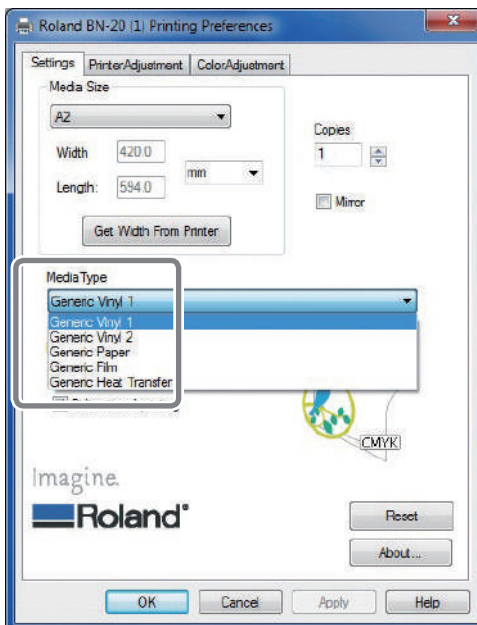 Roland BN-20 (1) Printing Preferences
Settings PrinterAdjustment ColorAdjustment
Media Size
A2
Width 420.0
mm
Length: 594.0
Get Width From Printer
Copies
1
Mirror
Media Type
Generic Vinyl 1
Generic Vinyl 1
Generic Vinyl 2
Generic Paper
Generic Film
Generic Heat Transfer
CMYK
Imagine.
Roland®
Reset
About...
OK Cancel Apply Help